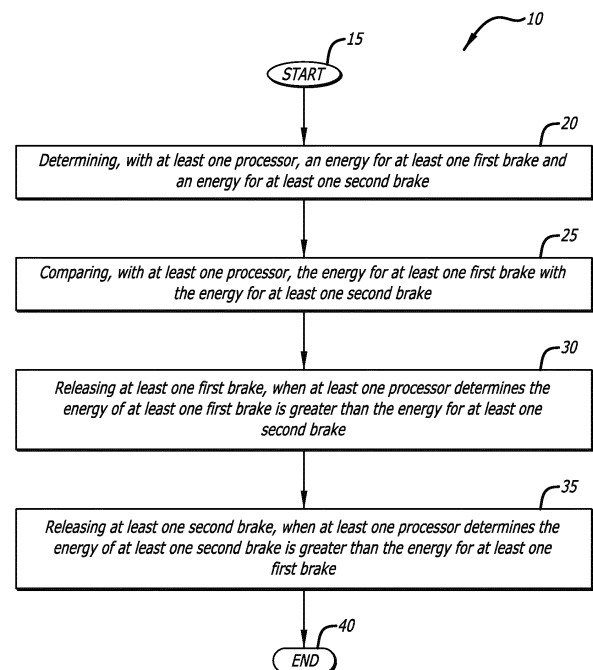 10
15
START
20
Determining, with at least one processor, an energy for at least one first brake and
an energy for at least one second brake
25
Comparing, with at least one processor, the energy for at least one first brake with
the energy for at least one second brake
30
Releasing at least one first brake, when at least one processor determines the
energy of at least one first brake is greater than the energy for at least one
second brake
35
Releasing at least one second brake, when at least one processor determines the
energy of at least one second brake is greater than the energy for at least one
first brake
40
END